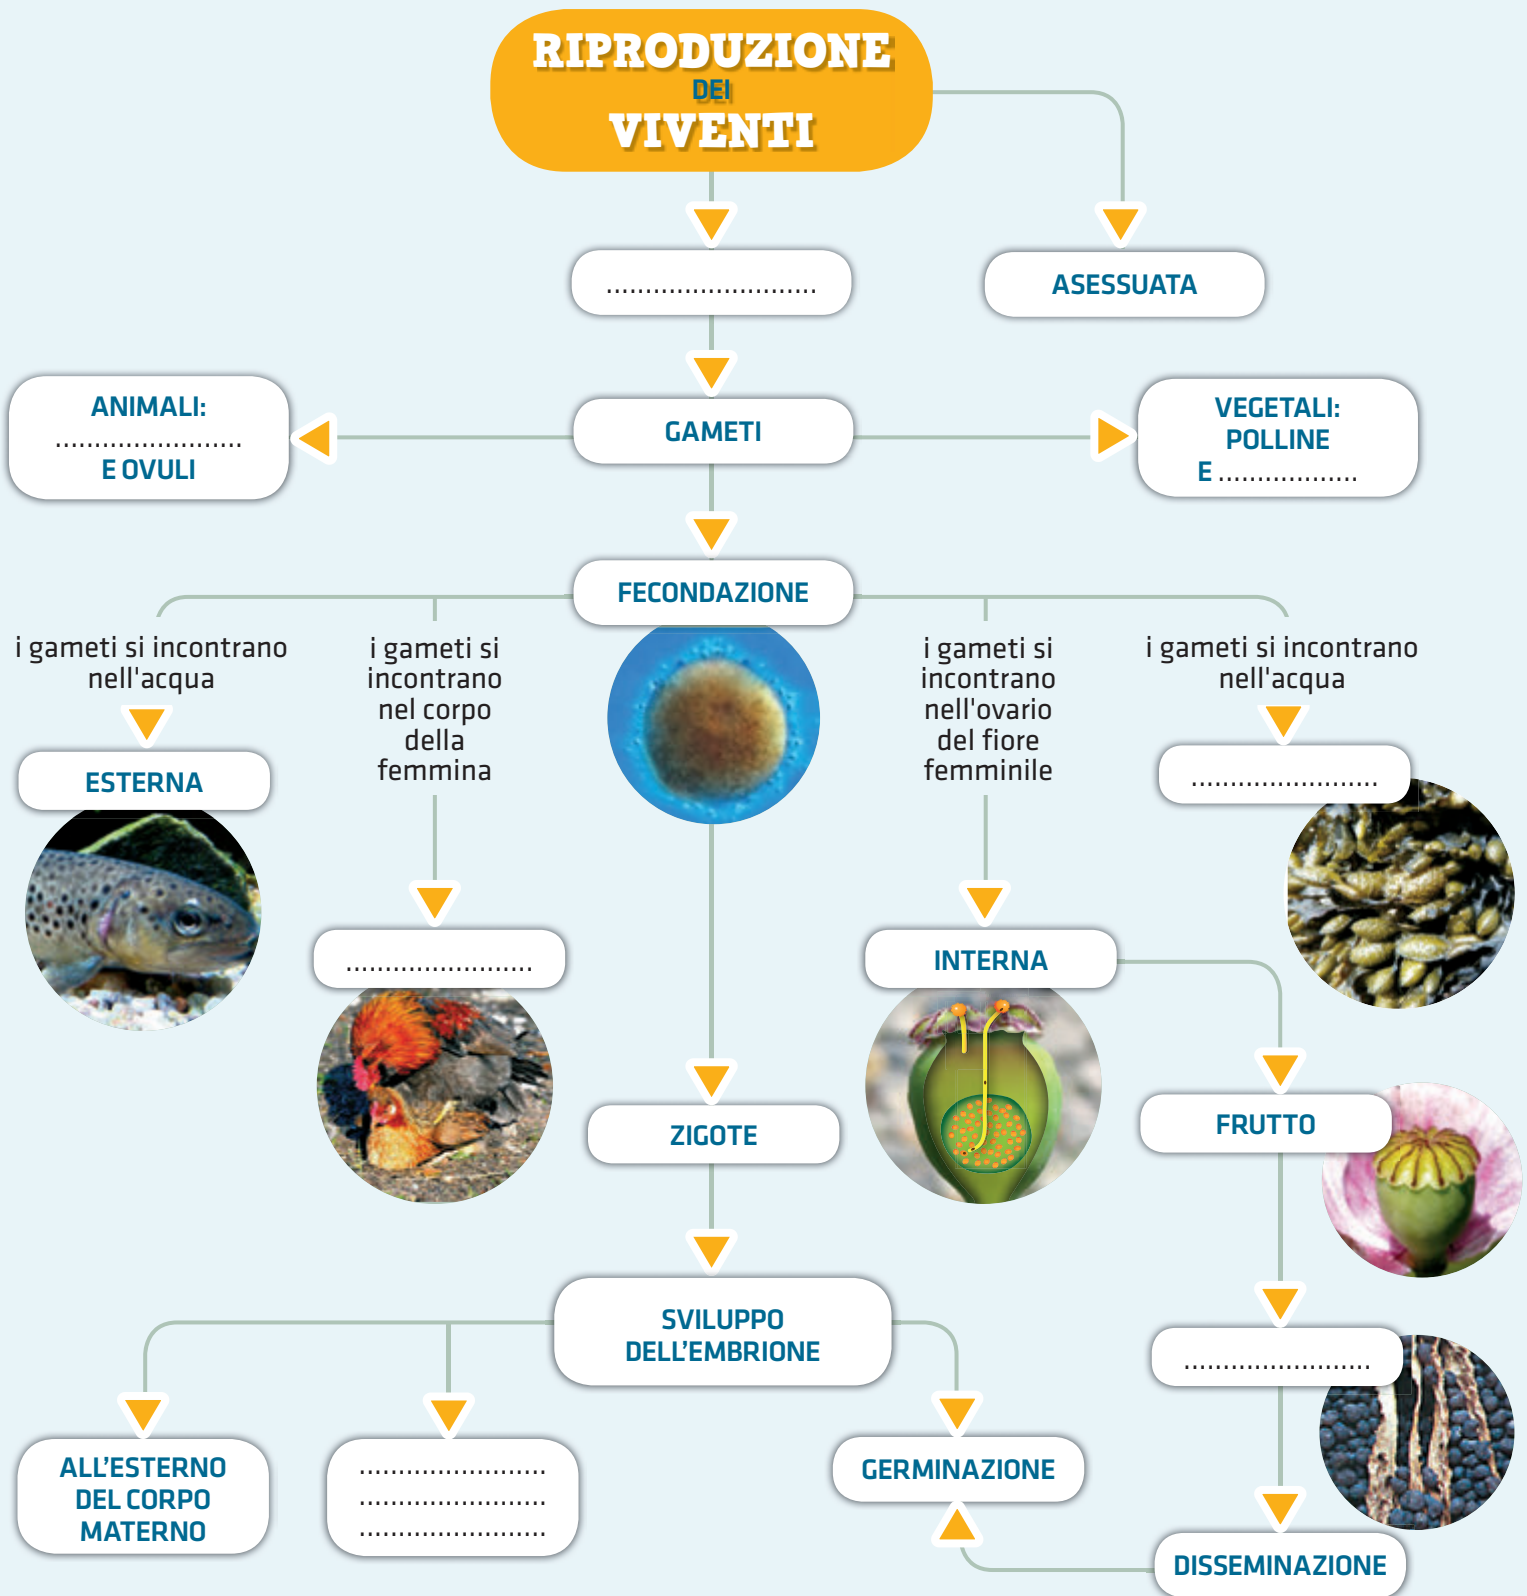 RIPRODUZIONE
DEI
VIVENTI
...........................
ASESSUATA
ANIMALI:
........................
E OVULI
GAMETI
VEGETALI:
POLLINE
E ..................
FECONDAZIONE
i gameti si incontrano
nell'acqua
i gameti si
incontrano
nel corpo
della
femmina
i gameti si
incontrano
nell'ovario
del fiore
femminile
i gameti si incontrano
nell'acqua
ESTERNA
........................
........................
INTERNA
ZIGOTE
FRUTTO
SVILUPPO
DELL'EMBRIONE
........................
ALL'ESTERNO
DEL CORPO
MATERNO
........................
........................
........................
GERMINAZIONE
DISSEMINAZIONE